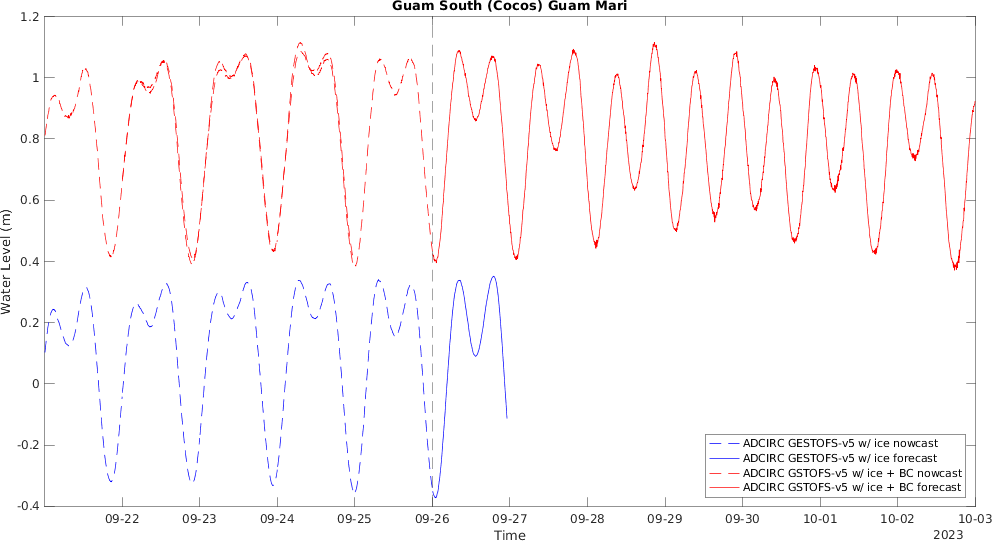 Guam South (Cocos) Guam Mari
1.2
1
0.8
0.6
0.4
0.2
0
-0.2
-0.4
Water Level (m)
ADCIRC GESTOFS-v5 w/ ice nowcast
ADCIRC GESTOFS-v5 w/ ice forecast
ADCIRC GSTOFS-v5 w/ ice + BC nowcast
ADCIRC GSTOFS-v5 w/ ice + BC forecast
09-22 09-23 09-24 09-25 09-26 09-27 09-28 09-29 09-30 10-01 10-02 10-03
Time
2023